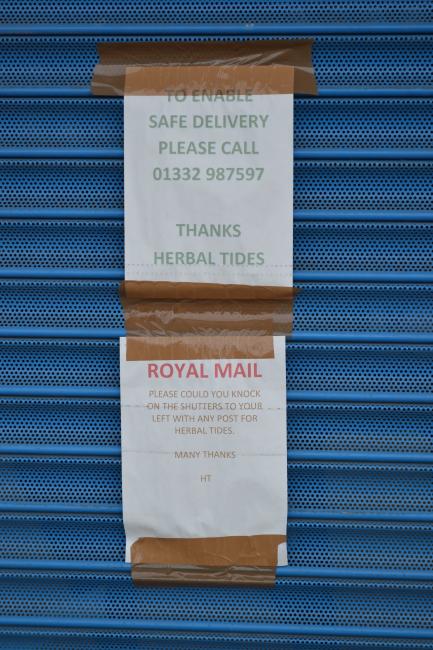 TO ENABLE
SAFE DELIVERY
PLEASE CALL
01332 987597
THANKS
HERBAL TIDES
ROYAL MAIL
PLEASE COULD YOU KNOCK
ON THE SHUTTERS TO YOUR
LEFT WITH ANY POST FOR
HERBAL TIDES.
MANY THANKS
HT